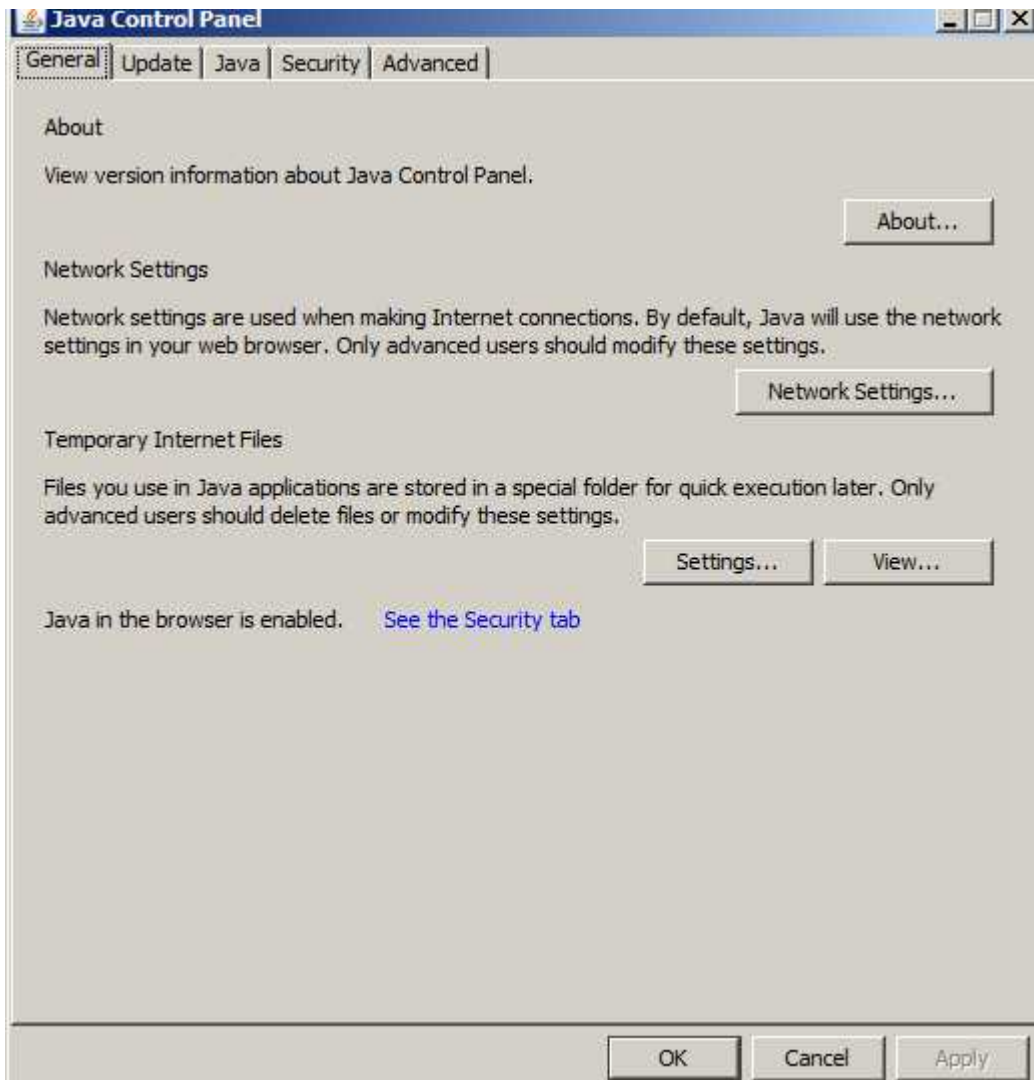 Java Control Panel
General Update Java Security Advanced
About
View version information about Java Control Panel.
About...
Network Settings
Network settings are used when making Internet connections. By default, Java will use the network
settings in your web browser. Only advanced users should modify these settings.
Network Settings...
Temporary Internet Files
Files you use in Java applications are stored in a special folder for quick execution later. Only
advanced users should delete files or modify these settings.
Settings... View...
Java in the browser is enabled. See the Security tab
OK Cancel Apply